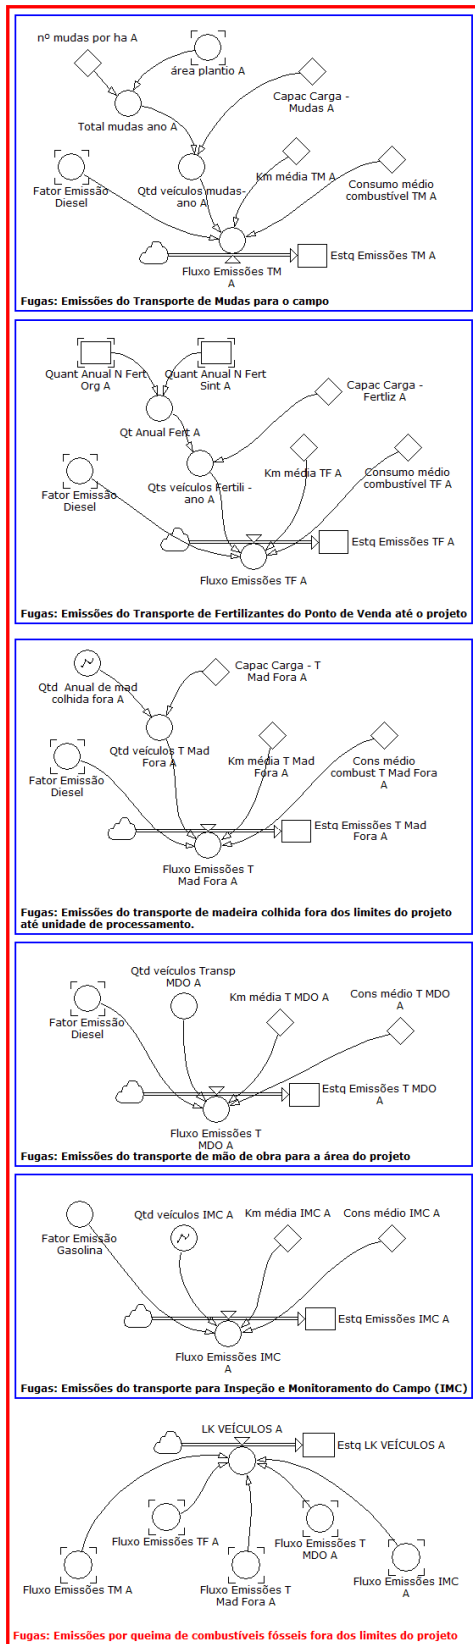 nº mudas por ha A
área plantio A
Total mudas ano A
Capac Carga -
Mudas A
Fator Emissão
Diesel
Qtd veículos mudas-
ano A
Km média TM A
Consumo médio
combustível TM A
Fluxo Emissões TM
A
Estq Emissões TM A
Fugas: Emissões do Transporte de Mudas para o campo
Quant Anual N Fert
Org A
Quant Anual N Fert
Sint A
Qt Anual Fert A
Capac Carga -
Fertliz A
Fator Emissão
Diesel
Qts veículos Fertili -
ano A
Km média TF A
Consumo médio
combustível TF A
Estq Emissões TF A
Fluxo Emissões TF A
Fugas: Emissões do Transporte de Fertilizantes do Ponto de Venda até o projeto
Qtd Anual de mad
colhida fora A
Capac Carga - T
Mad Fora A
Qtd veículos T Mad
Fora A
Fator Emissão
Diesel
Km média T Mad
Fora A
Cons médio
combust T Mad Fora
A
Estq Emissões T Mad
Fora A
Fluxo Emissões T
Mad Fora A
Fugas: Emissões do transporte de madeira colhida fora dos limites do projeto
até unidade de processamento.
Qtd veículos Transp
MDO A
Fator Emissão
Diesel
Km média T MDO A
Cons médio T MDO
A
Estq Emissões T MDO
A
Fluxo Emissões T
MDO A
Fugas: Emissões do transporte de mão de obra para a área do projeto
Fator Emissão
Gasolina
Qtd veículos IMC A
Km média IMC A
Cons médio IMC A
Estq Emissões IMC A
Fluxo Emissões IMC
A
Fugas: Emissões do transporte para Inspeção e Monitoramento do Campo (IMC)
LK VEÍCULOS A
Estq LK VEÍCULOS A
Fluxo Emissões TF A
Fluxo Emissões T
MDO A
Fluxo Emissões TM A
Fluxo Emissões T
Mad Fora A
Fluxo Emissões IMC
A
Fugas: Emissões por queima de combustíveis fósseis fora dos limites do projeto